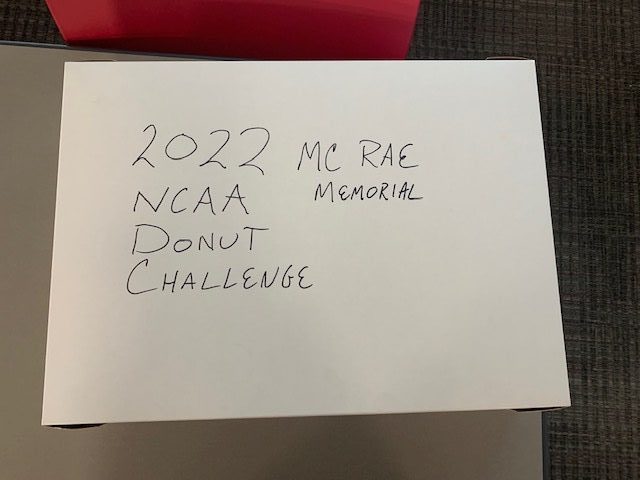 2022 MC RAE
NCAA MEMORIAL
DONUT
CHALLENGE